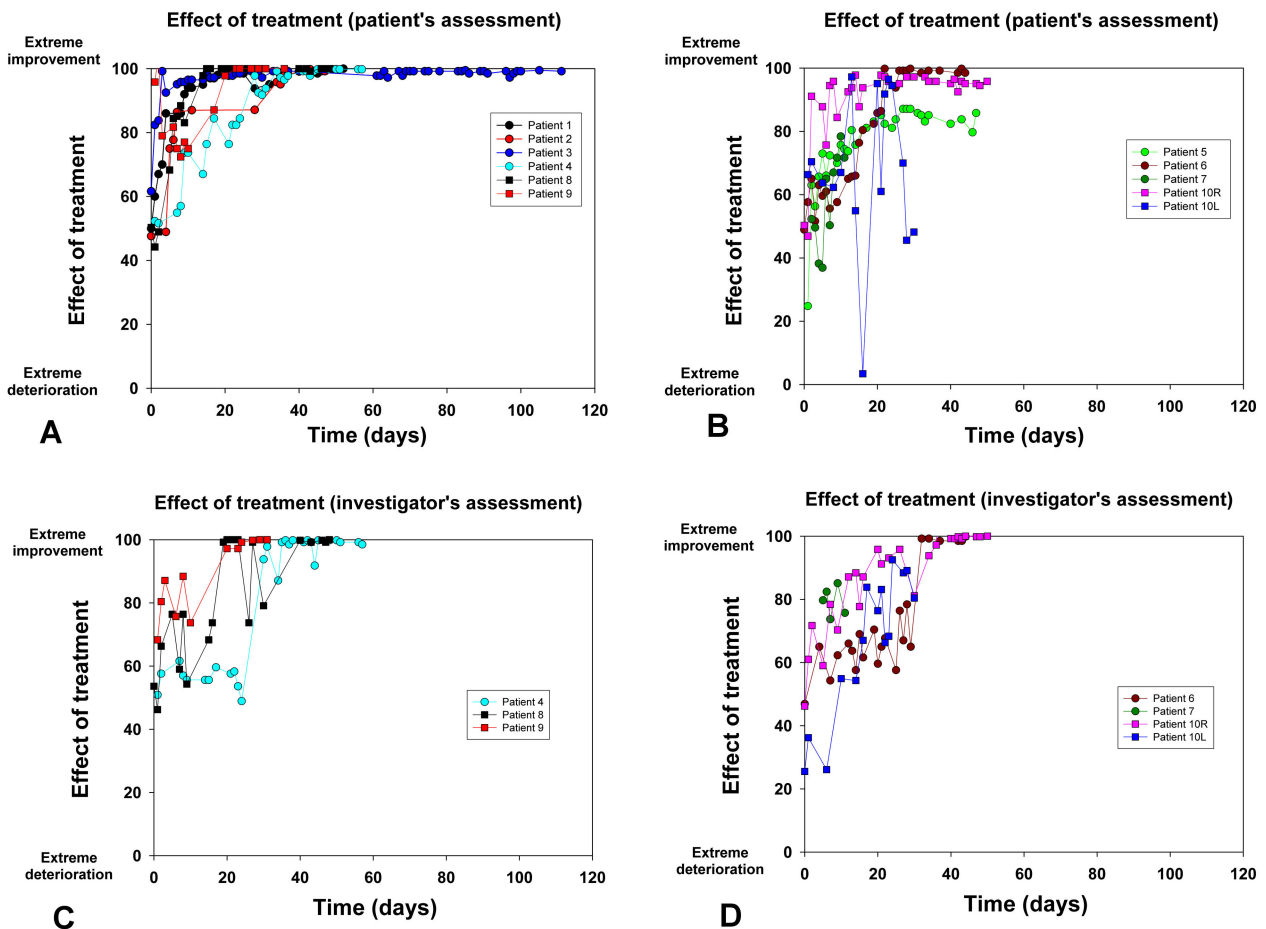 Effect of treatment (patient's assessment)
Extreme
improvement
100
80
60
40
20
0
Effect of treatment
Extreme
deterioration
0 20 40 60 80 100 120
Time (days)
A
Patient 1
Patient 2
Patient 3
Patient 4
Patient 8
Patient 9
Effect of treatment (patient's assessment)
Extreme
improvement
100
80
60
40
20
0
Effect of treatment
Extreme
deterioration
0 20 40 60 80 100 120
Time (days)
B
Patient 5
Patient 6
Patient 7
Patient 10R
Patient 10L
Effect of treatment (investigator's assessment)
Extreme
improvement
100
80
60
40
20
0
Effect of treatment
Extreme
deterioration
0 20 40 60 80 100 120
Time (days)
C
Patient 4
Patient 8
Patient 9
Effect of treatment (investigator's assessment)
Extreme
improvement
100
80
60
40
20
0
Effect of treatment
Extreme
deterioration
0 20 40 60 80 100 120
Time (days)
D
Patient 6
Patient 7
Patient 10R
Patient 10L